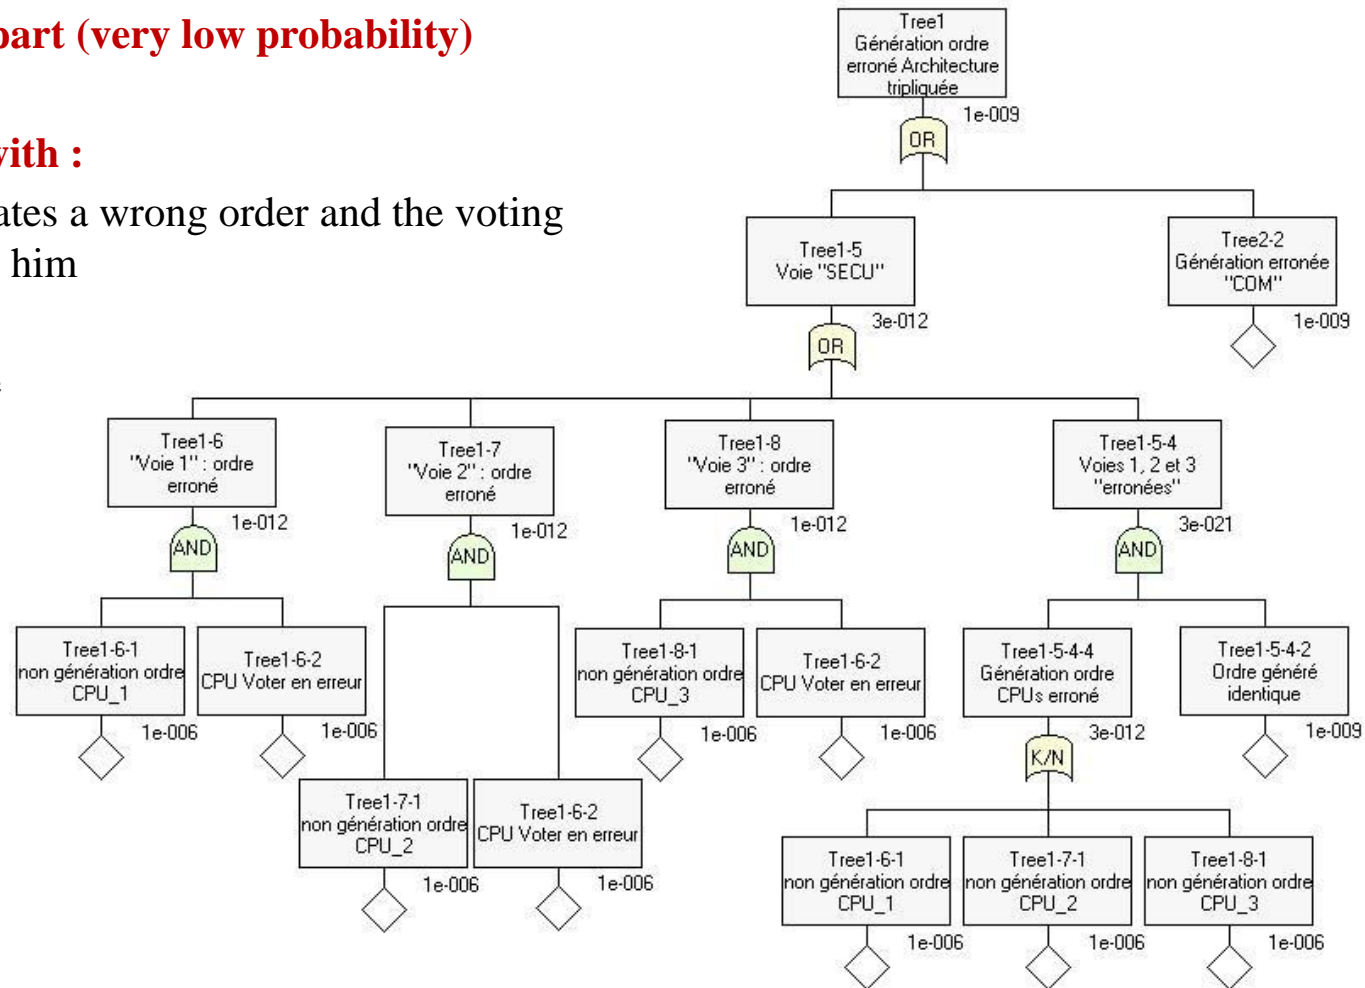 part (very low probability)
with :
ates a wrong order and the voting
him
Tree1
Génération ordre
erroné Architecture
tripliquée
1e-009
OR
Tree1-5
Voie "SECU"
3e-012
OR
Tree2-2
Génération erronée
"COM"
1e-009
Tree1-6
"Voie 1" : ordre
erroné
1e-012
AND
Tree1-7
"Voie 2" : ordre
erroné
1e-012
AND
Tree1-8
"Voie 3" : ordre
erroné
1e-012
AND
Tree1-5-4
Voies 1, 2 et 3
"erronées"
3e-021
AND
Tree1-6-1
non génération ordre
CPU_1
1e-006
Tree1-6-2
CPU Voter en erreur
1e-006
Tree1-8-1
non génération ordre
CPU_3
1e-006
Tree1-6-2
CPU Voter en erreur
1e-006
Tree1-5-4-4
Génération ordre
CPUs erroné
3e-012
K/N
Tree1-5-4-2
Ordre généré
identique
1e-009
Tree1-7-1
non génération ordre
CPU_2
1e-006
Tree1-6-2
CPU Voter en erreur
1e-006
Tree1-6-1
non génération ordre
CPU_1
1e-006
Tree1-7-1
non génération ordre
CPU_2
1e-006
Tree1-8-1
non génération ordre
CPU_3
1e-006